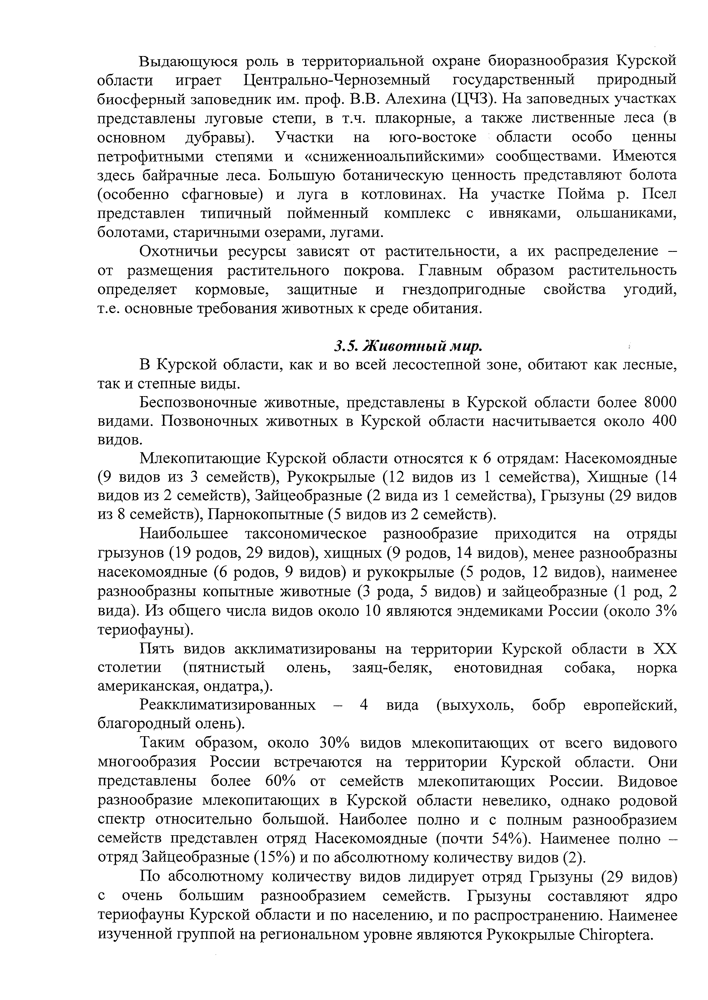 Выдающуюся роль в территориальной охране биоразнообразия Курской
области играет Центрально-Черноземный государственный природный
биосферный заповедник им. проф. В.В. Алехина (ЦЧЗ). На заповедных участках
представлены луговые степи, в т.ч. плакорные, а также лиственные леса (в
основном дубравы). Участки на юго-востоке области особо ценны
петрофитными степями и «сниженноальпийскими» сообществами. Имеются
здесь байрачные леса. Большую ботаническую ценность представляют болота
(особенно сфагновые) и луга в котловинах. На участке Пойма р. Псел
представлен типичный пойменный комплекс с ивняками, ольшаниками,
болотами, старичными озерами, лугами.
Охотничьи ресурсы зависят от растительности, а их распределение –
от размещения растительного покрова. Главным образом растительность
определяет кормовые, защитные и гнездопригодные свойства угодий,
т.е. основные требования животных к среде обитания.
3.5. Животный мир.
В Курской области, как и во всей лесостепной зоне, обитают как лесные,
так и степные виды.
Беспозвоночные животные, представлены в Курской области более 8000
видами. Позвоночных животных в Курской области насчитывается около 400
видов.
Млекопитающие Курской области относятся к 6 отрядам: Насекомоядные
(9 видов из 3 семейств), Рукокрылые (12 видов из 1 семейства), Хищные (14
видов из 2 семейств), Зайцеобразные (2 вида из 1 семейства), Грызуны (29 видов
из 8 семейств), Парнокопытные (5 видов из 2 семейств).
Наибольшее таксономическое разнообразие приходится на отряды
грызунов (19 родов, 29 видов), хищных (9 родов, 14 видов), менее разнообразны
насекомоядные (6 родов, 9 видов) и рукокрылые (5 родов, 12 видов), наименее
разнообразны копытные животные (3 рода, 5 видов) и зайцеобразные (1 род, 2
вида). Из общего числа видов около 10 являются эндемиками России (около 3%
териофауны).
Пять видов акклиматизированы на территории Курской области в XX
столетии (пятнистый олень, заяц-беляк, енотовидная собака, норка
американская, ондатра,).
Реакклиматизированных – 4 вида (выхухоль, бобр европейский,
благородный олень).
Таким образом, около 30% видов млекопитающих от всего видового
многообразия России встречаются на территории Курской области. Они
представлены более 60% от семейств млекопитающих России. Видовое
разнообразие млекопитающих в Курской области невелико, однако родовой
спектр относительно большой. Наиболее полно и с полным разнообразием
семейств представлен отряд Насекомоядные (почти 54%). Наименее полно –
отряд Зайцеобразные (15%) и по абсолютному количеству видов (2).
По абсолютному количеству видов лидирует отряд Грызуны (29 видов)
с очень большим разнообразием семейств. Грызуны составляют ядро
териофауны Курской области и по населению, и по распространению. Наименее
изученной группой на региональном уровне являются Рукокрылые Chiroptera.